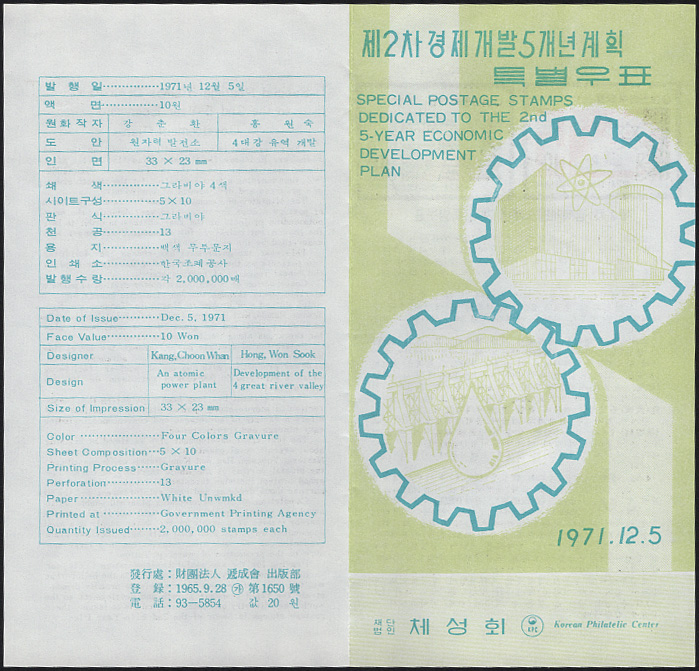 발 행 일……………1971년 12월 5일
액 면……………10원
원화작자 강 춘 환 홍 원 숙
도 안 원자력 발전소 4대강 유역 개발
인 면 33 × 23 mm
쇄 색……………그라비아 4색
시이트구성……………5×10
판 식……………그라비아
천 공……………13
용 지……………백색 무투문지
인 쇄 소……………한국조폐공사
발행수량……………각 2,000,000매
Date of Issue…………Dec. 5, 1971
Face Value…………10 Won
Designer Kang, Choon Whan Hong, Won Sook
Design An atomic power plant Development of the 4 great river valley
Size of Impression 33 × 23 mm
Color ……………………Four Colors Gravure
Sheet Composition…5 × 10
Printing Process……Gravure
Perforation……………13
Paper ……………………White Unwmkd
Printed at ……………Government Printing Agency
Quantity Issued………2,000,000 stamps each
發行處：財團法人 遞成會 出版部
登 錄：1965.9.28 ㉮ 第1650 號
電 話：93—5854 값 20 원
제2차경제개발5개년계획
특별우표
SPECIAL POSTAGE STAMPS
DEDICATED TO THE 2nd
5-YEAR ECONOMIC
DEVELOPMENT
PLAN
1971.12.5
재단
법인 체성회 Korean Philatelic Center